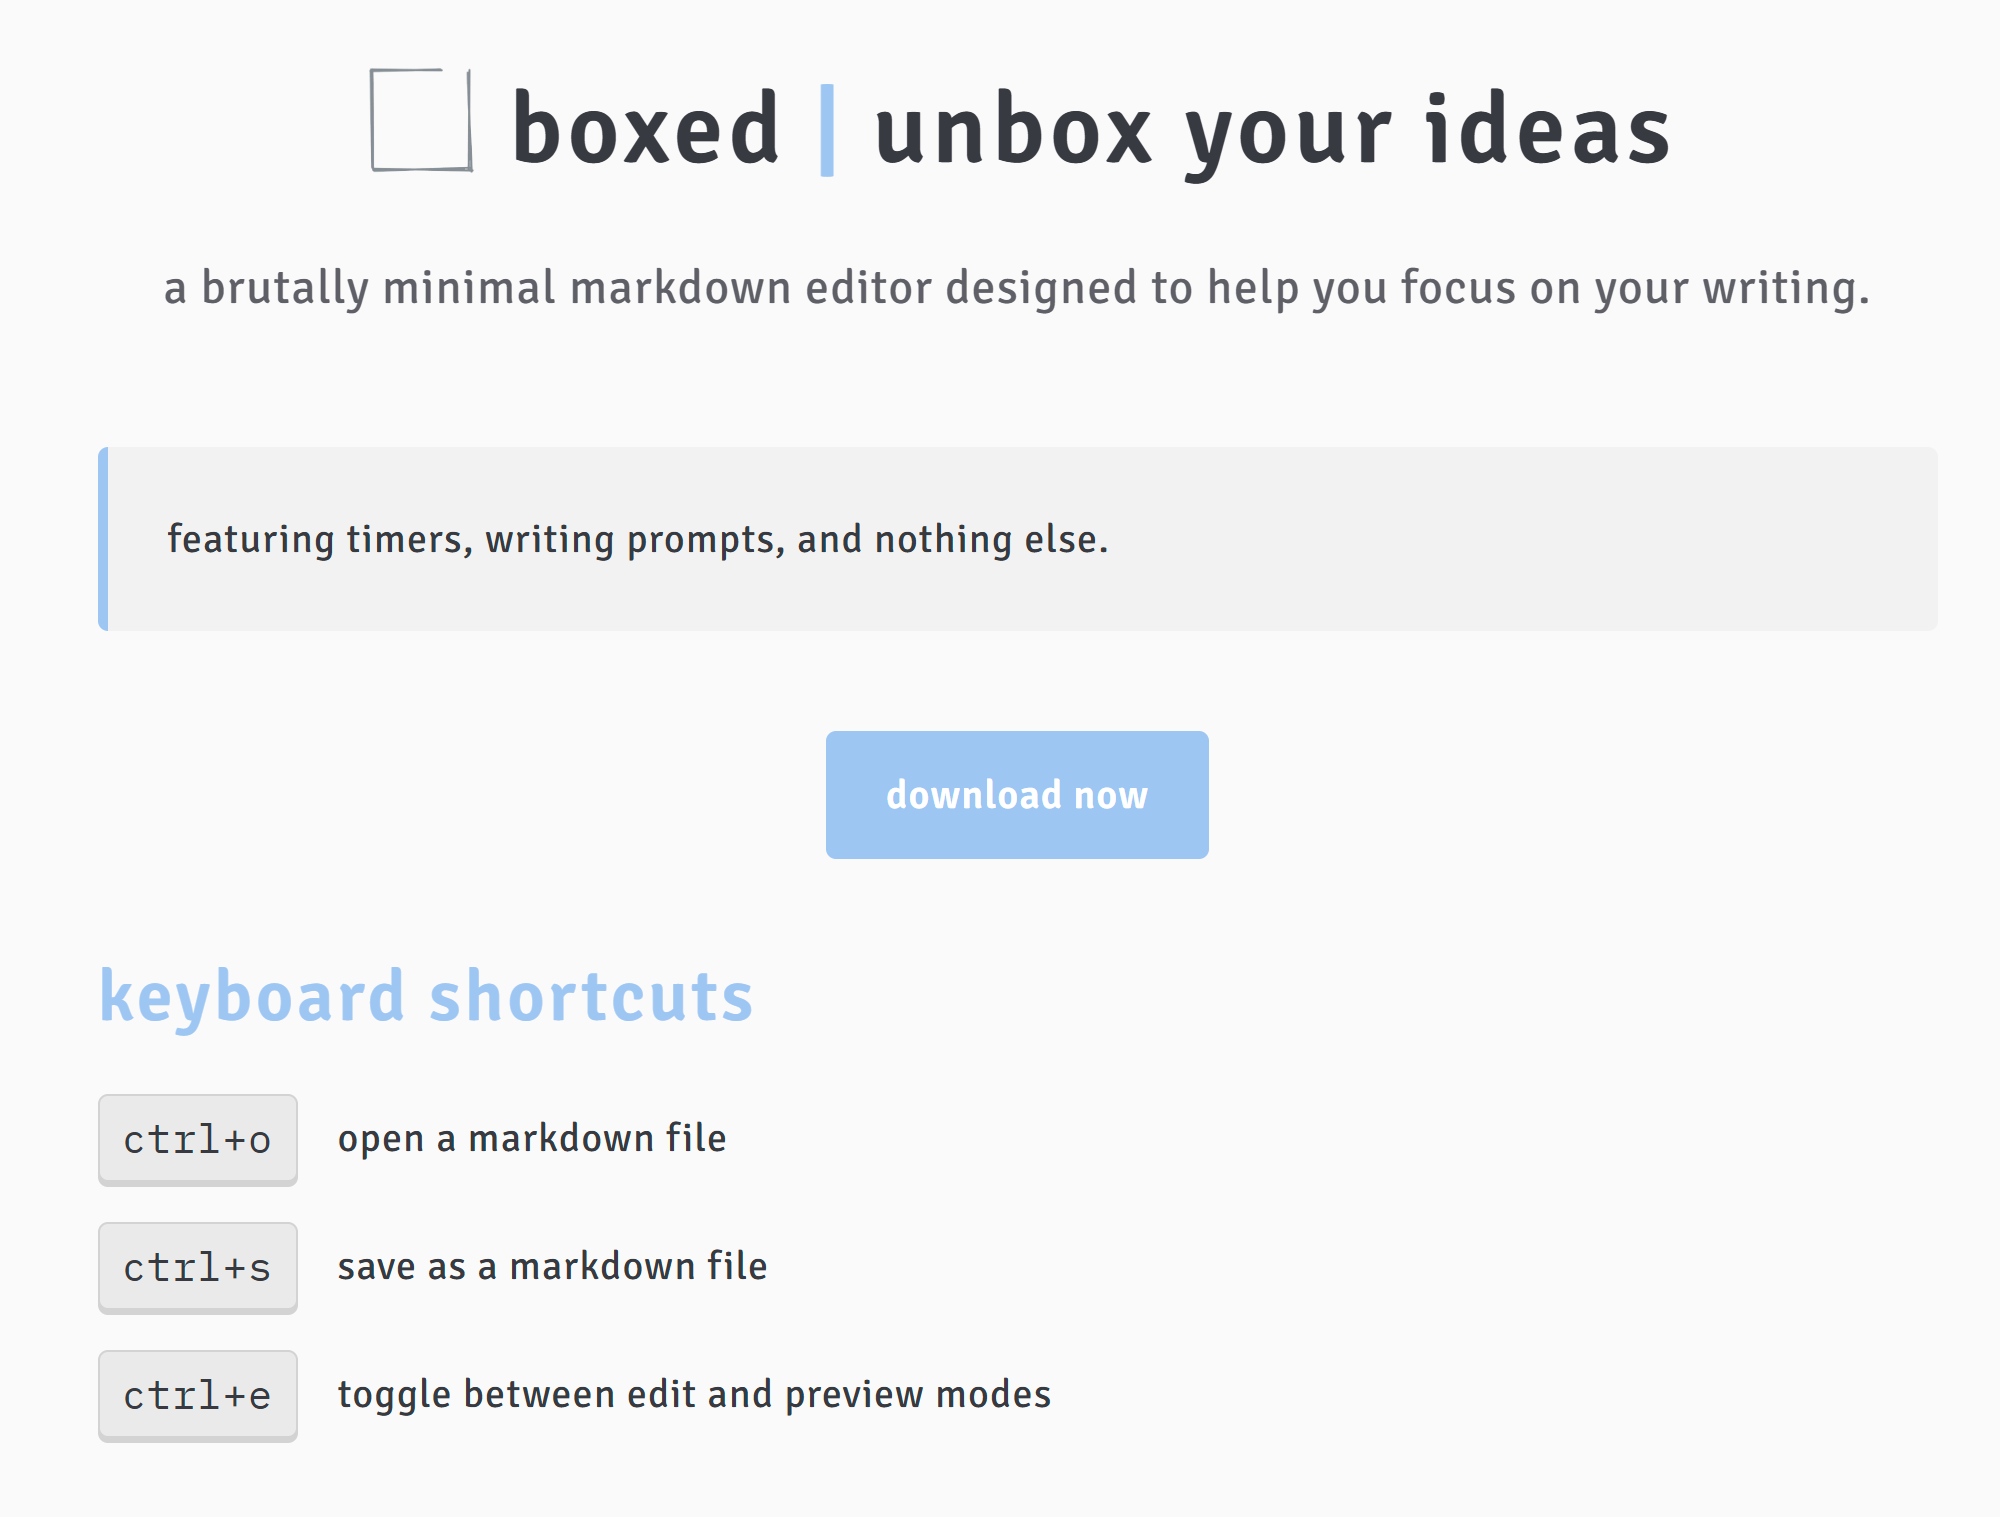 boxed | unbox your ideas
a brutally minimal markdown editor designed to help you focus on your writing.
featuring timers, writing prompts, and nothing else.
download now
keyboard shortcuts
ctrl+o open a markdown file
ctrl+s save as a markdown file
ctrl+e toggle between edit and preview modes